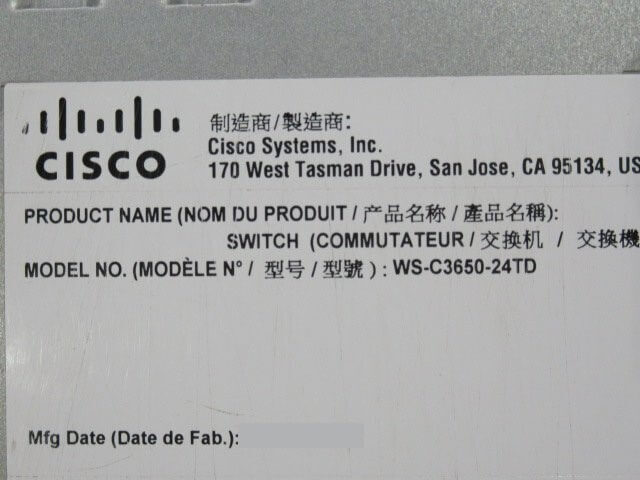 CISCO
制造商/製造商:
Cisco Systems, Inc.
170 West Tasman Drive, San Jose, CA 95134, US
PRODUCT NAME (NOM DU PRODUIT / 产品名称 / 產品名稱):
SWITCH (COMMUTATEUR / 交换机 / 交換機
MODEL NO. (MODÈLE N° / 型号 / 型號) : WS-C3650-24TD
Mfg Date (Date de Fab.):